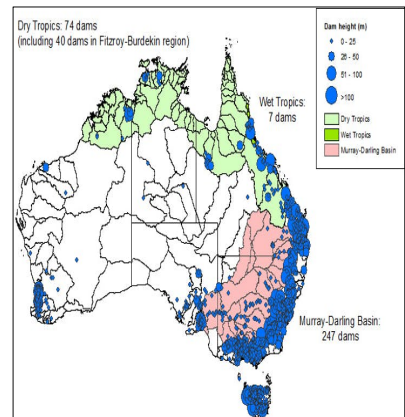 Dry Tropics: 74 dams
(including 40 dams in Fitzroy-Burdekin region)
Dam height (m)
0 - 25
26 - 50
51 - 100
>100
Dry Tropics
Wet Tropics
Murray-Darling Basin
Wet Tropics:
7 dams
Murray-Darling Basin:
247 dams